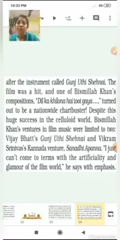 10:33 PM
after the instrument called Gunj Uthi Shehnai. The
film was a hit, and one of Bismillah Khan's
compositions, "Dil ka khilona hai toot gaya ....," turned
out to be a nationwide chartbuster! Despite this
huge success in the celluloid world, Bismillah
Khan's ventures in film music were limited to two:
Vijay Bhatt's Gunj Uthi Shehnai and Vikram
Srinivas's Kannada venture, Sanadhi Apanna. "I just
can't come to terms with the artificiality and
glamour of the film world," he says with emphasis.